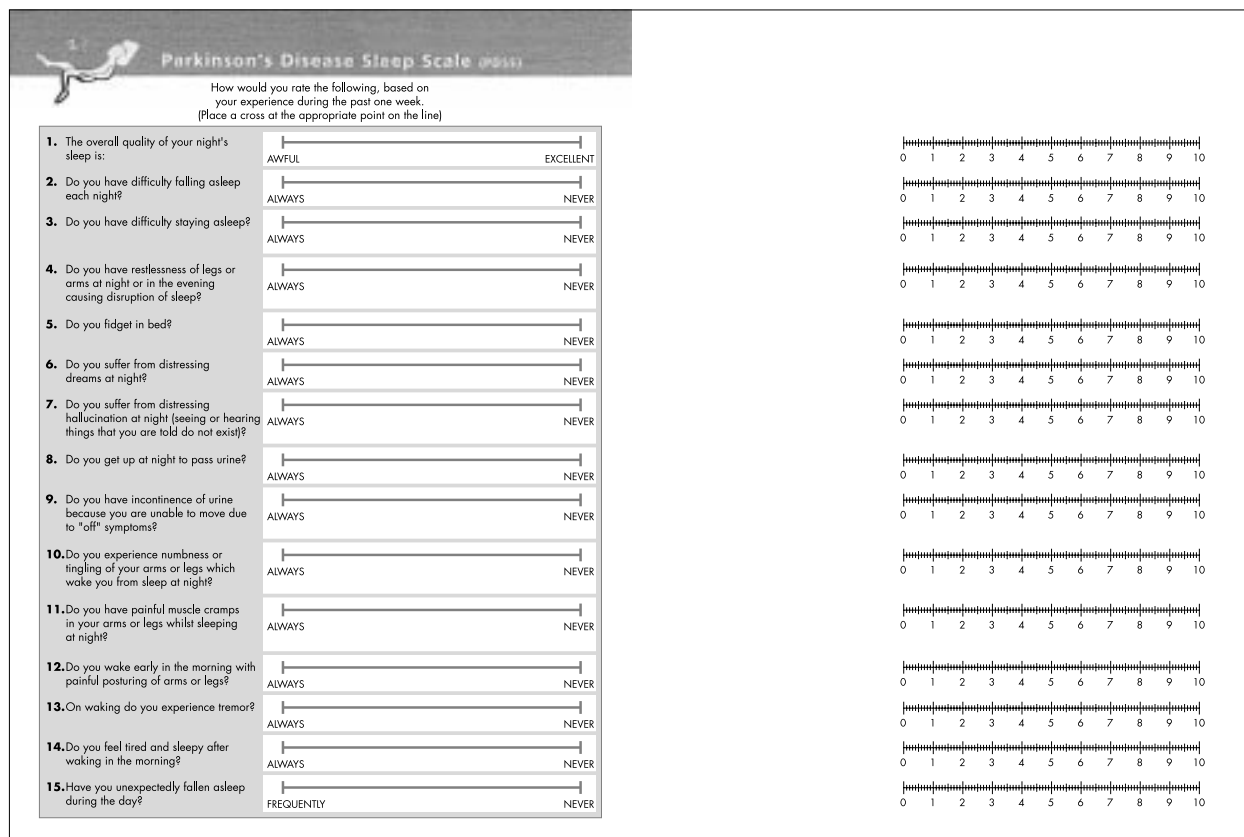 Parkinson's Disease Sleep Scale (PDSS)
How would you rate the following, based on
your experience during the past one week.
(Place a cross at the appropriate point on the line)
1. The overall quality of your night's
sleep is:
AWFUL EXCELLENT
0 1 2 3 4 5 6 7 8 9 10
2. Do you have difficulty falling asleep
each night?
ALWAYS NEVER
0 1 2 3 4 5 6 7 8 9 10
3. Do you have difficulty staying asleep?
ALWAYS NEVER
0 1 2 3 4 5 6 7 8 9 10
4. Do you have restlessness of legs or
arms at night or in the evening
causing disruption of sleep?
ALWAYS NEVER
0 1 2 3 4 5 6 7 8 9 10
5. Do you fidget in bed?
ALWAYS NEVER
0 1 2 3 4 5 6 7 8 9 10
6. Do you suffer from distressing
dreams at night?
ALWAYS NEVER
0 1 2 3 4 5 6 7 8 9 10
7. Do you suffer from distressing
hallucination at night (seeing or hearing
things that you are told do not exist)?
ALWAYS NEVER
0 1 2 3 4 5 6 7 8 9 10
8. Do you get up at night to pass urine?
ALWAYS NEVER
0 1 2 3 4 5 6 7 8 9 10
9. Do you have incontinence of urine
because you are unable to move due
to "off" symptoms?
ALWAYS NEVER
0 1 2 3 4 5 6 7 8 9 10
10. Do you experience numbness or
tingling of your arms or legs which
wake you from sleep at night?
ALWAYS NEVER
0 1 2 3 4 5 6 7 8 9 10
11. Do you have painful muscle cramps
in your arms or legs whilst sleeping
at night?
ALWAYS NEVER
0 1 2 3 4 5 6 7 8 9 10
12. Do you wake early in the morning with
painful posturing of arms or legs?
ALWAYS NEVER
0 1 2 3 4 5 6 7 8 9 10
13. On waking do you experience tremor?
ALWAYS NEVER
0 1 2 3 4 5 6 7 8 9 10
14. Do you feel tired and sleepy after
waking in the morning?
ALWAYS NEVER
0 1 2 3 4 5 6 7 8 9 10
15. Have you unexpectedly fallen asleep
during the day?
FREQUENTLY NEVER
0 1 2 3 4 5 6 7 8 9 10